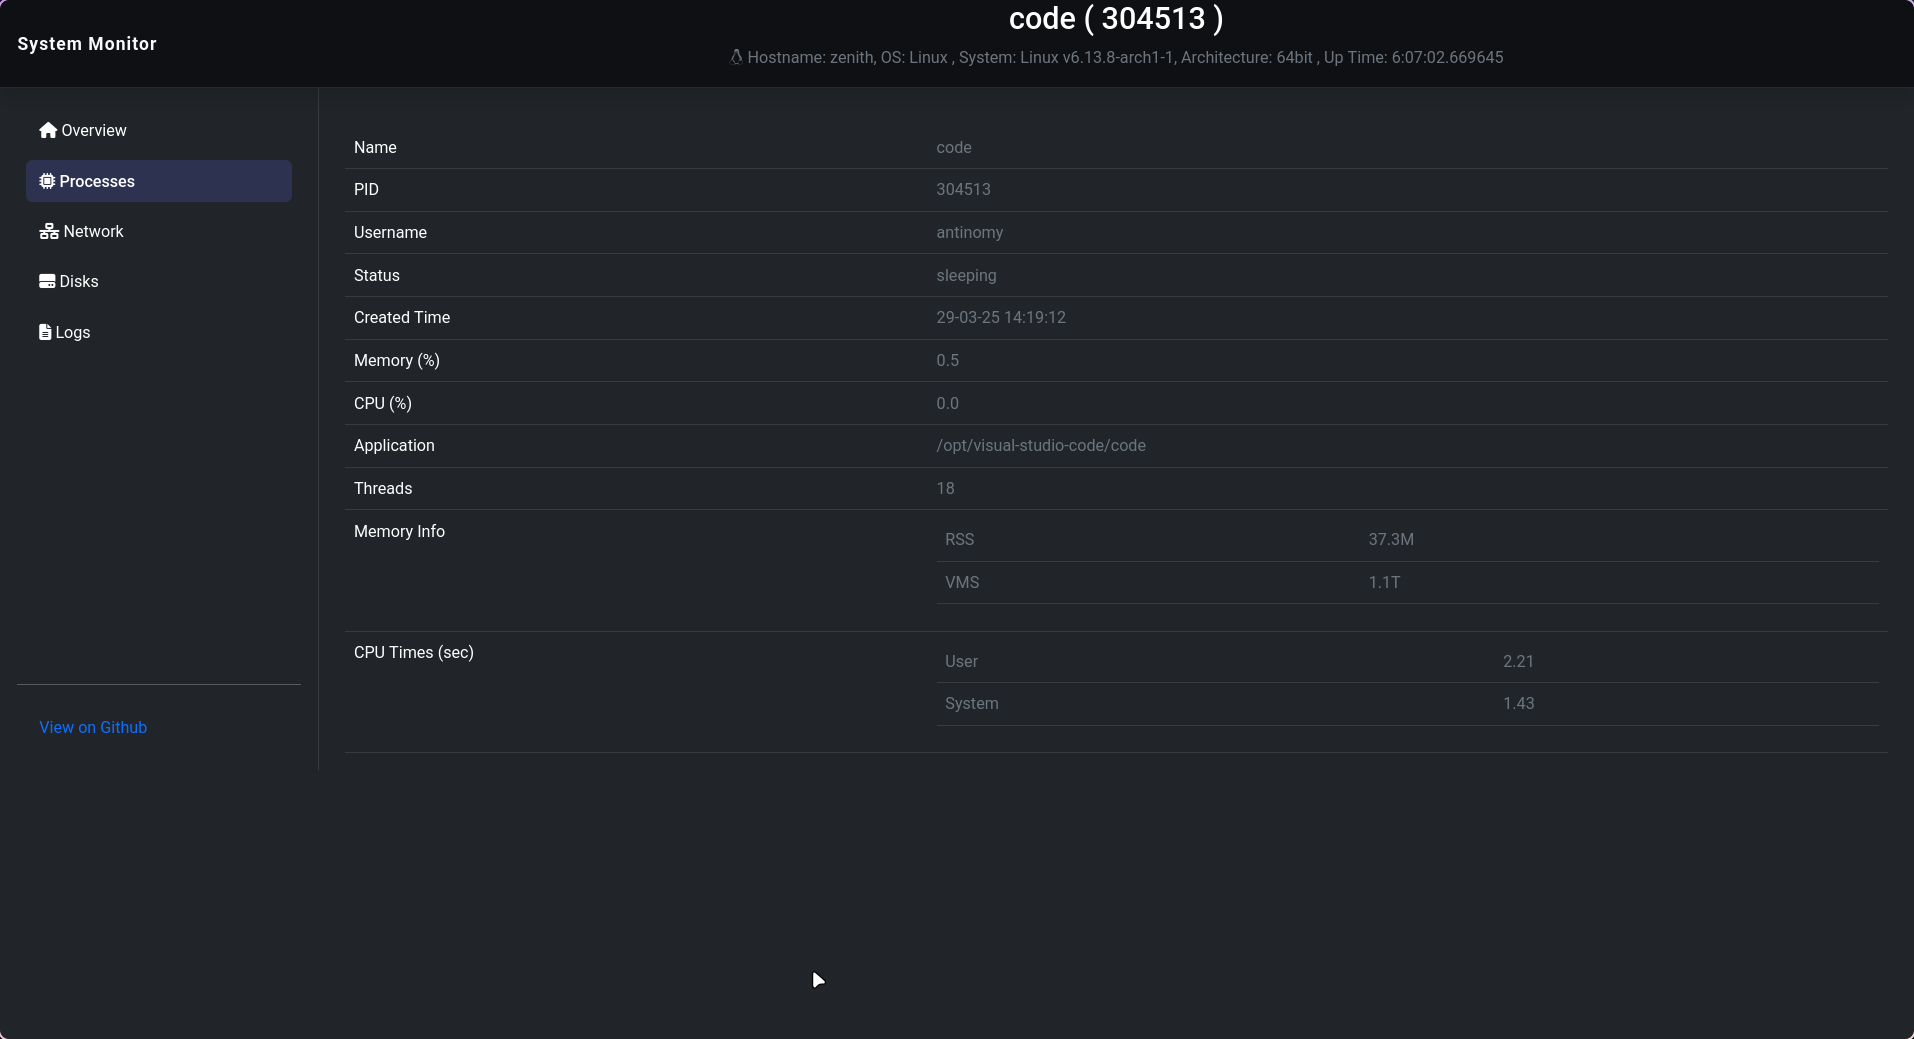 System Monitor
code ( 304513 )
Hostname: zenith, OS: Linux , System: Linux v6.13.8-arch1-1, Architecture: 64bit , Up Time: 6:07:02.669645
Overview
Processes
Network
Disks
Logs
View on Github
Name code
PID 304513
Username antinomy
Status sleeping
Created Time 29-03-25 14:19:12
Memory (%) 0.5
CPU (%) 0.0
Application /opt/visual-studio-code/code
Threads 18
Memory Info
RSS 37.3M
VMS 1.1T
CPU Times (sec)
User 2.21
System 1.43